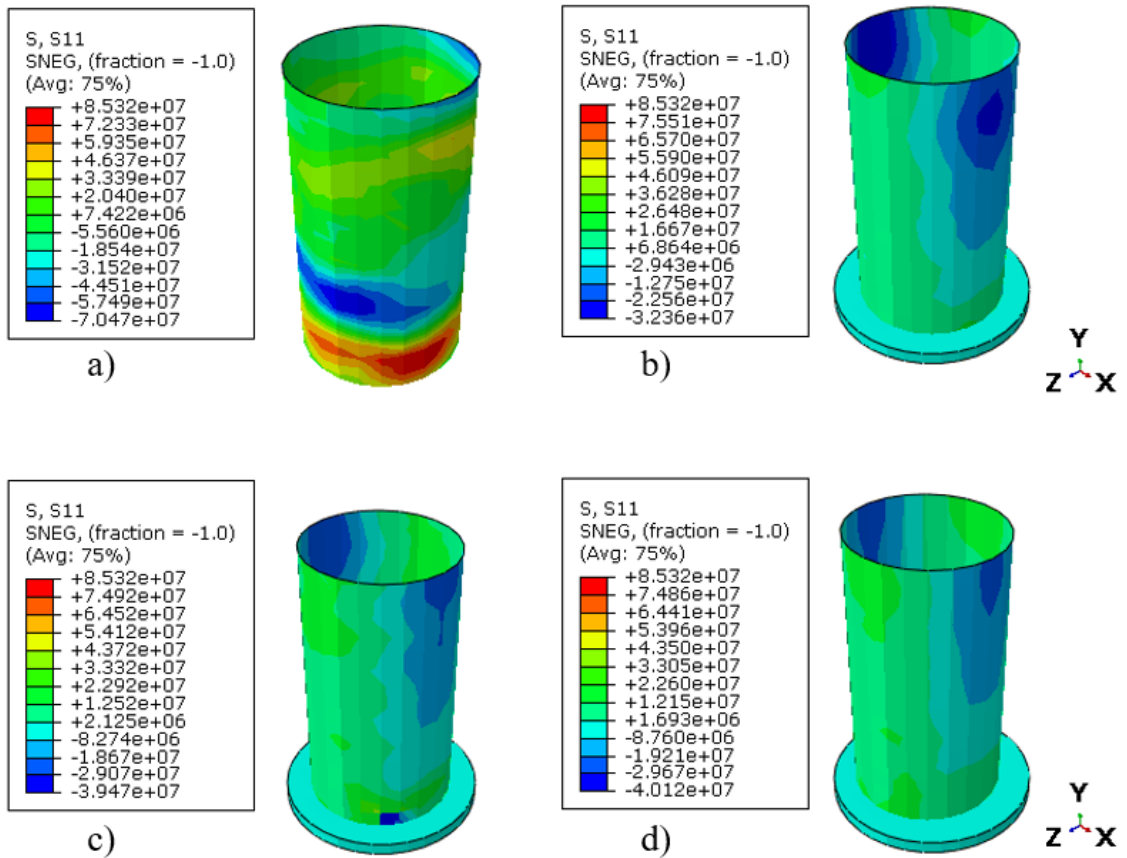 S, S11
SNEG, (fraction = -1.0)
(Avg: 75%)
+8.532e+07
+7.233e+07
+5.935e+07
+4.637e+07
+3.339e+07
+2.040e+07
+7.422e+06
-5.560e+06
-1.854e+07
-3.152e+07
-4.451e+07
-5.749e+07
-7.047e+07
a)
S, S11
SNEG, (fraction = -1.0)
(Avg: 75%)
+8.532e+07
+7.551e+07
+6.570e+07
+5.590e+07
+4.609e+07
+3.628e+07
+2.648e+07
+1.667e+07
+6.864e+06
-2.943e+06
-1.275e+07
-2.256e+07
-3.236e+07
b)
Y
Z X
S, S11
SNEG, (fraction = -1.0)
(Avg: 75%)
+8.532e+07
+7.492e+07
+6.452e+07
+5.412e+07
+4.372e+07
+3.332e+07
+2.292e+07
+1.252e+07
+2.125e+06
-8.274e+06
-1.867e+07
-2.907e+07
-3.947e+07
c)
S, S11
SNEG, (fraction = -1.0)
(Avg: 75%)
+8.532e+07
+7.486e+07
+6.441e+07
+5.396e+07
+4.350e+07
+3.305e+07
+2.260e+07
+1.215e+07
+1.693e+06
-8.760e+06
-1.921e+07
-2.967e+07
-4.012e+07
d)
Y
Z X